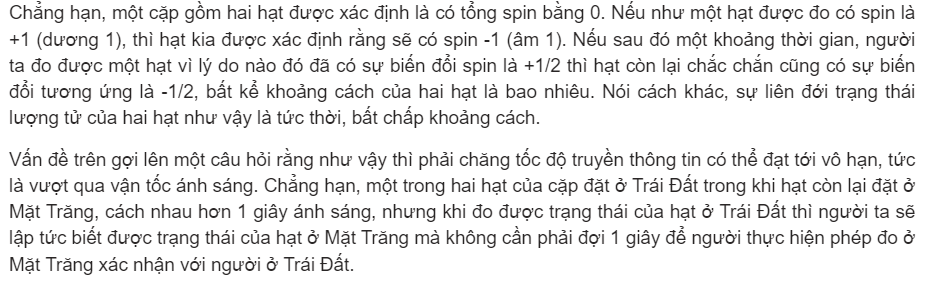 Chẳng hạn, một cặp gồm hai hạt được xác định là có tổng spin bằng 0. Nếu như một hạt được đo có spin là
+1 (dương 1), thì hạt kia được xác định rằng sẽ có spin -1 (âm 1). Nếu sau đó một khoảng thời gian, người
ta đo được một hạt vì lý do nào đó đã có sự biến đổi spin là +1/2 thì hạt còn lại chắc chắn cũng có sự biến
đổi tương ứng là -1/2, bất kể khoảng cách của hai hạt là bao nhiêu. Nói cách khác, sự liên đới trạng thái
lượng tử của hai hạt như vậy là tức thời, bất chấp khoảng cách.
Vấn đề trên gợi lên một câu hỏi rằng như vậy thì phải chăng tốc độ truyền thông tin có thể đạt tới vô hạn, tức
là vượt qua vận tốc ánh sáng. Chẳng hạn, một trong hai hạt của cặp đặt ở Trái Đất trong khi hạt còn lại đặt ở
Mặt Trăng, cách nhau hơn 1 giây ánh sáng, nhưng khi đo được trạng thái của hạt ở Trái Đất thì người ta sẽ
lập tức biết được trạng thái của hạt ở Mặt Trăng mà không cần phải đợi 1 giây để người thực hiện phép đo ở
Mặt Trăng xác nhận với người ở Trái Đất.